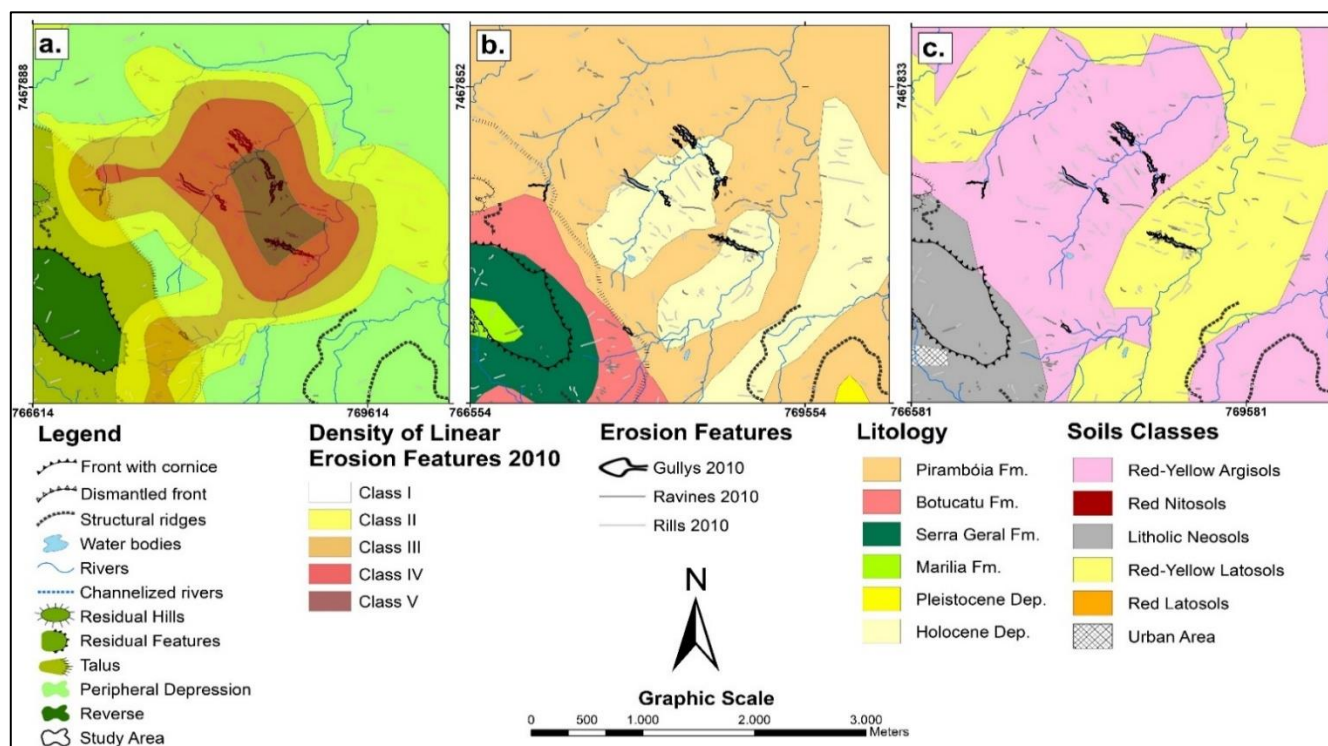 a.
b.
c.
7467888
7467852
7467833
766614
769614
766554
769554
766581
769581
Legend
Front with cornice
Dismantled front
Structural ridges
Water bodies
Rivers
Channelized rivers
Residual Hills
Residual Features
Talus
Peripheral Depression
Reverse
Study Area
Density of Linear
Erosion Features 2010
Class I
Class II
Class III
Class IV
Class V
Erosion Features
Gullys 2010
Ravines 2010
Rills 2010
N
Graphic Scale
0 500 1.000 2.000 3.000
Meters
Litology
Pirambóia Fm.
Botucatu Fm.
Serra Geral Fm.
Marilia Fm.
Pleistocene Dep.
Holocene Dep.
Soils Classes
Red-Yellow Argisols
Red Nitosols
Litholic Neosols
Red-Yellow Latosols
Red Latosols
Urban Area